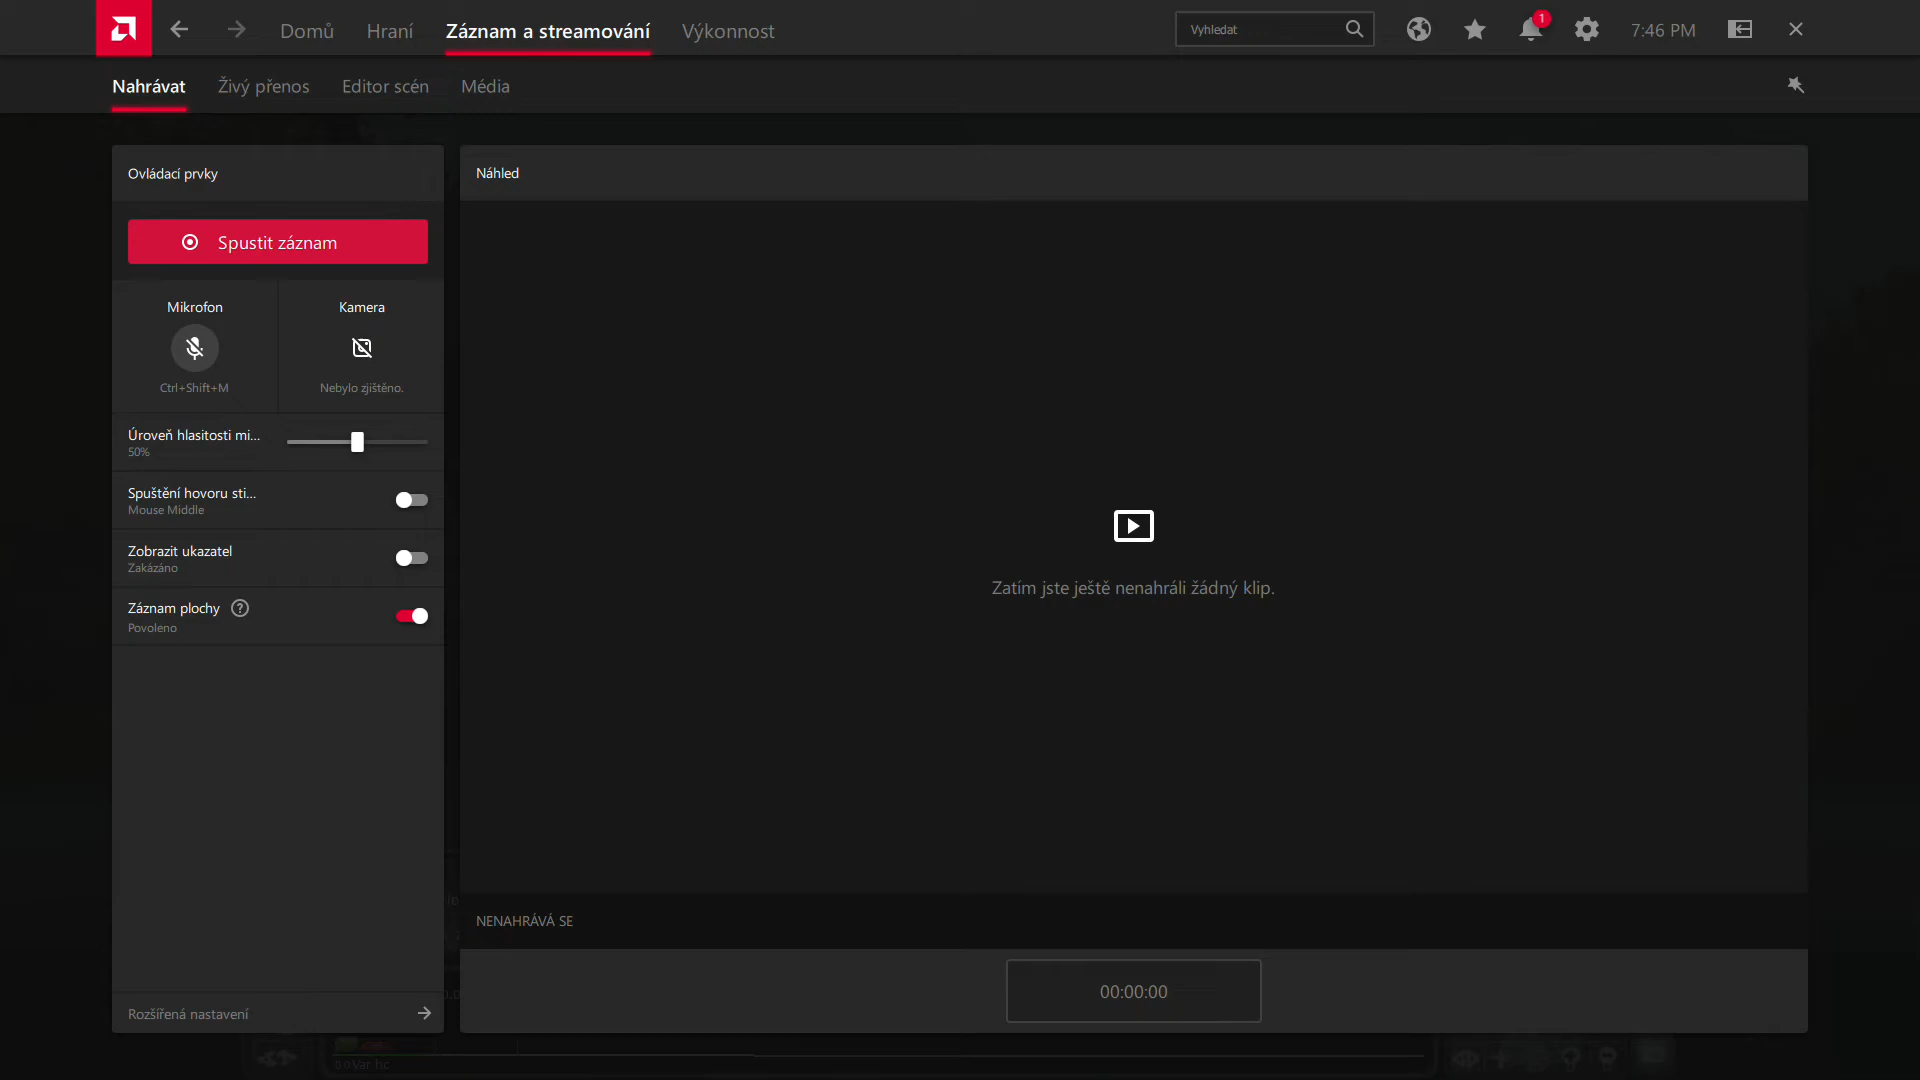 Domů
Hraní
Záznam a streamování
Výkonnost
Vyhledat
1
7:46 PM
Nahrávat
Živý přenos
Editor scén
Média
Ovládací prvky
Spustit záznam
Mikrofon
Ctrl+Shift+M
Kamera
Nebylo zjištěno.
Úroveň hlasitosti mi...
50%
Spuštění hovoru sti...
Mouse Middle
Zobrazit ukazatel
Zakázáno
Záznam plochy
Povoleno
Rozšířená nastavení
Náhled
Zatím jste ještě nenahráli žádný klip.
NENAHRÁVÁ SE
00:00:00